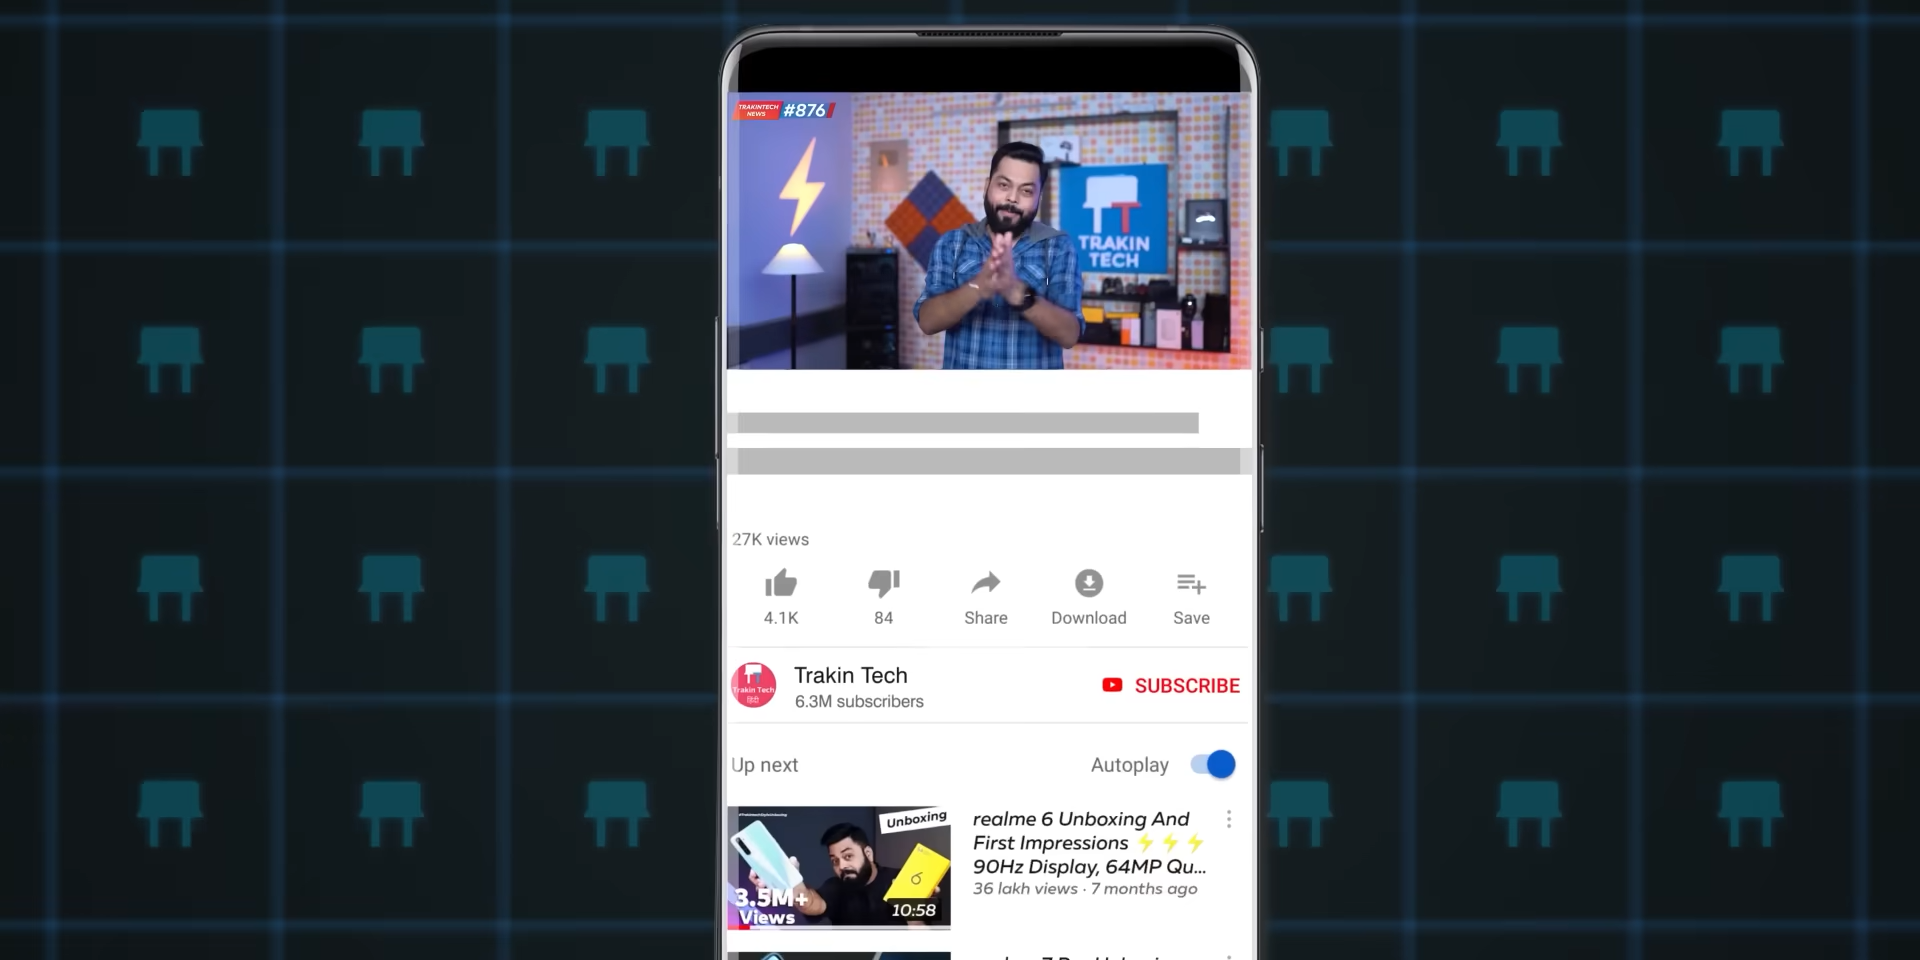 TRAKINTECH
NEWS
#876
TRAKIN
TECH
27K views
4.1K
84
Share
Download
Save
Trakin Tech
Trakin Tech
6.3M subscribers
SUBSCRIBE
Up next
Autoplay
Unboxing
3.5M+
Views
10:58
realme 6 Unboxing And
First Impressions ⚡⚡⚡
90Hz Display, 64MP Qu...
36 lakh views · 7 months ago